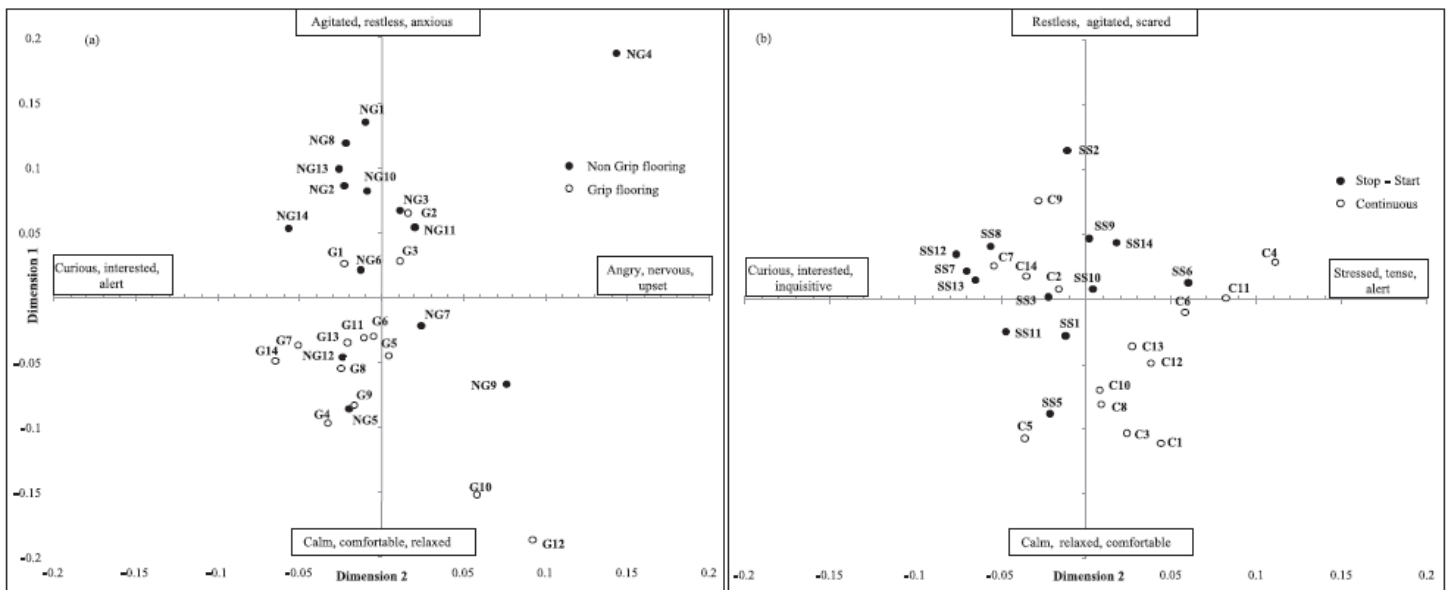 Agitated, restless, anxious
(a)
0.2
0.15
0.1
0.05
0
-0.05
-0.1
-0.15
-0.2
Dimension 1
NG4
NG1
NG8
NG13
NG10
NG2
Non Grip flooring
Grip flooring
NG3
G2
NG14
NG11
G1
NG6
G3
Curious, interested,
alert
Angry, nervous,
upset
NG7
G11
G6
G13
G7
G5
G14
NG12
G8
NG9
G9
G4
NG5
G10
G12
Calm, comfortable, relaxed
-0.2
-0.15
-0.1
-0.05
0
0.05
0.1
0.15
0.2
Dimension 2
Restless, agitated, scared
(b)
SS2
Stop - Start
Continuous
C9
SS9
SS8
SS14
SS12
C7
C4
SS7
C14
SS13
C2
SS10
SS6
Curious, interested,
inquisitive
Stressed, tense,
alert
C11
SS3
C6
SS11
SS1
C13
C12
C10
C8
SS5
C5
C3
C1
Calm, relaxed, comfortable
-0.2
-0.1
-0.1
-0.05
0
0.05
0.1
0.15
0.2
Dimension 2